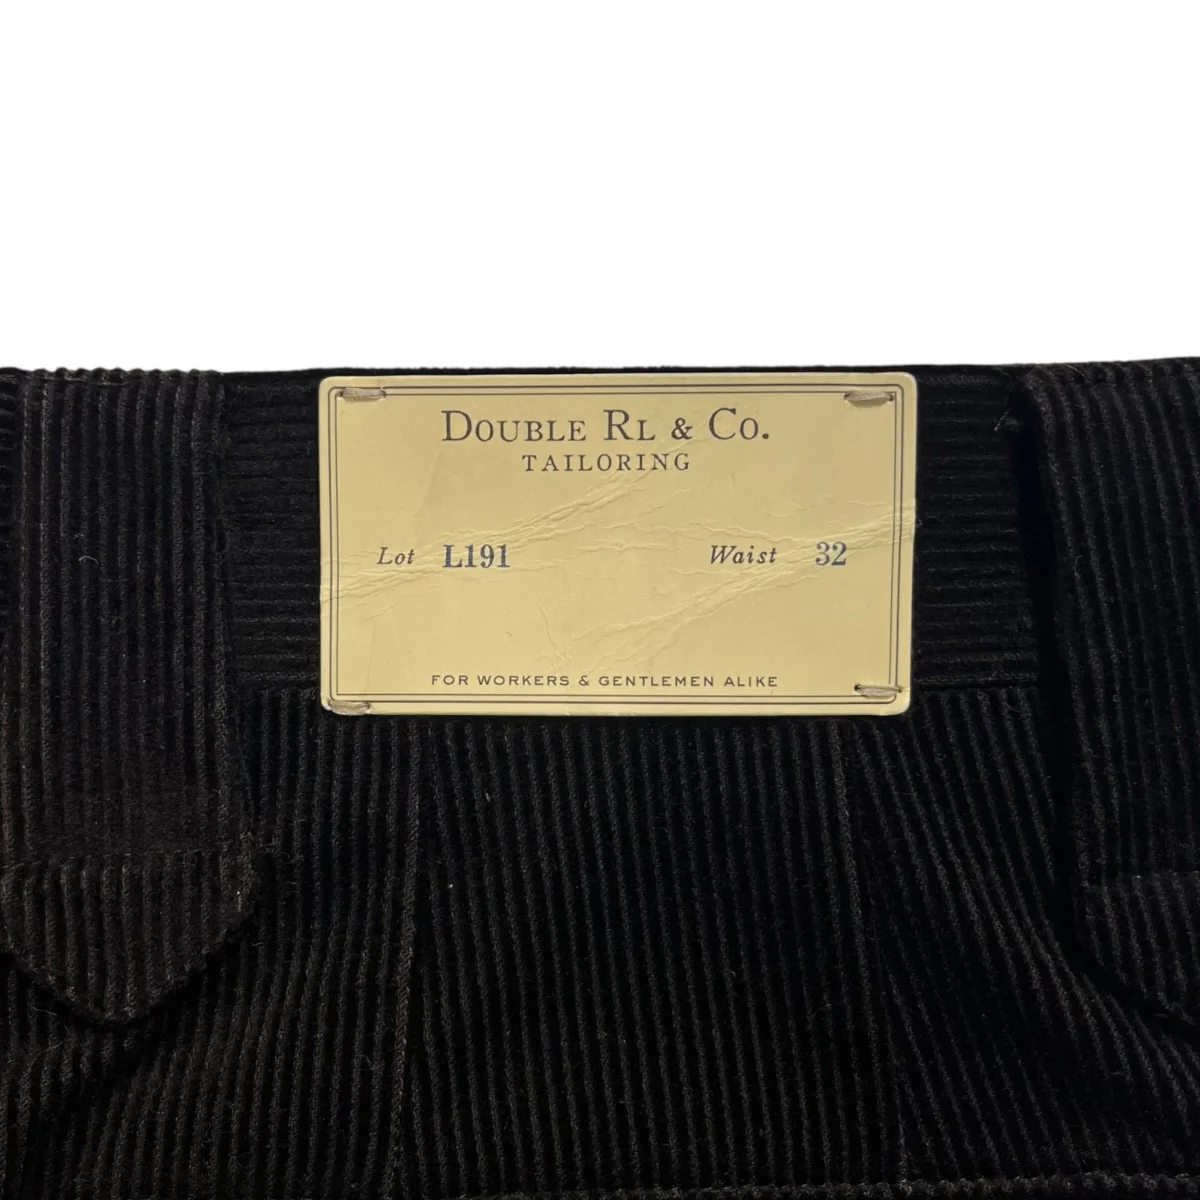 Double RL & Co.
TAILORING
Lot L191 Waist 32
FOR WORKERS & GENTLEMEN ALIKE